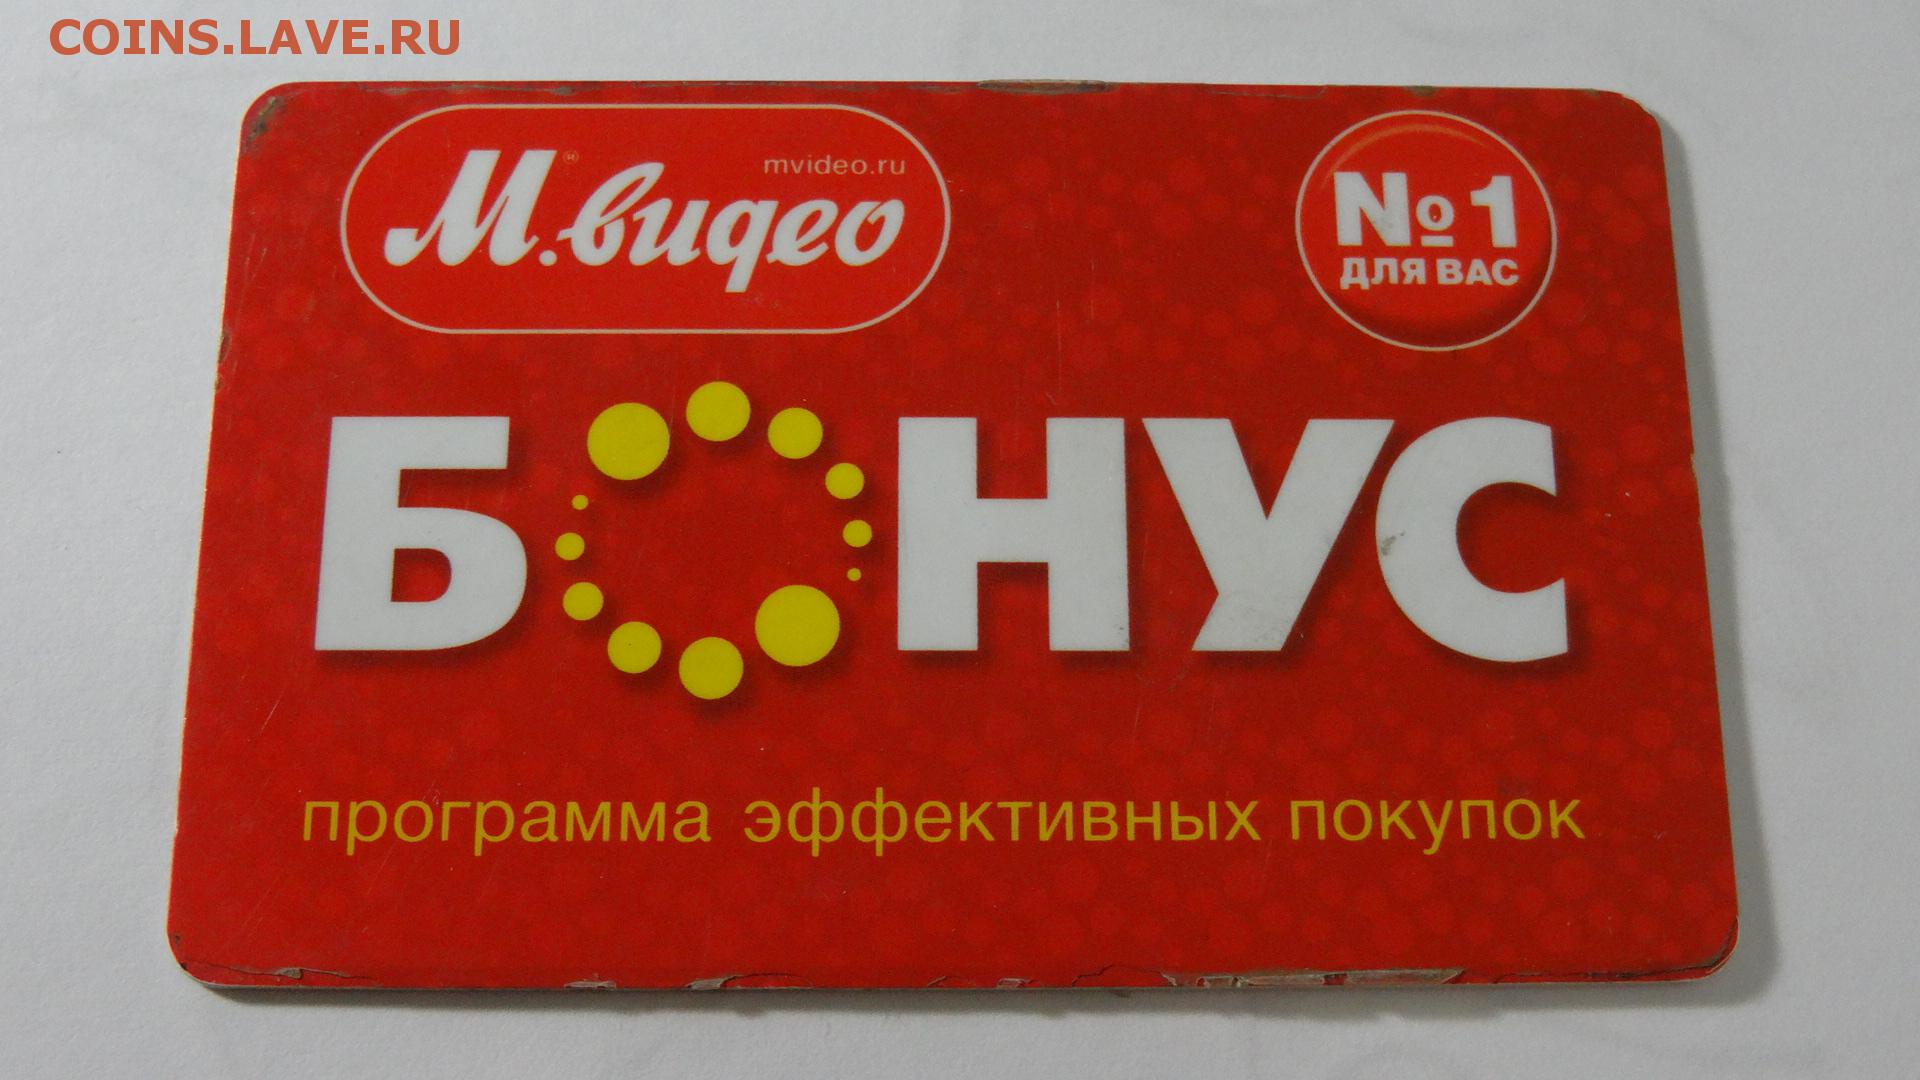 COINS.LAVE.RU
mvideo.ru
М.видео®
№1
ДЛЯ ВАС
БОНУС
программа эффективных покупок